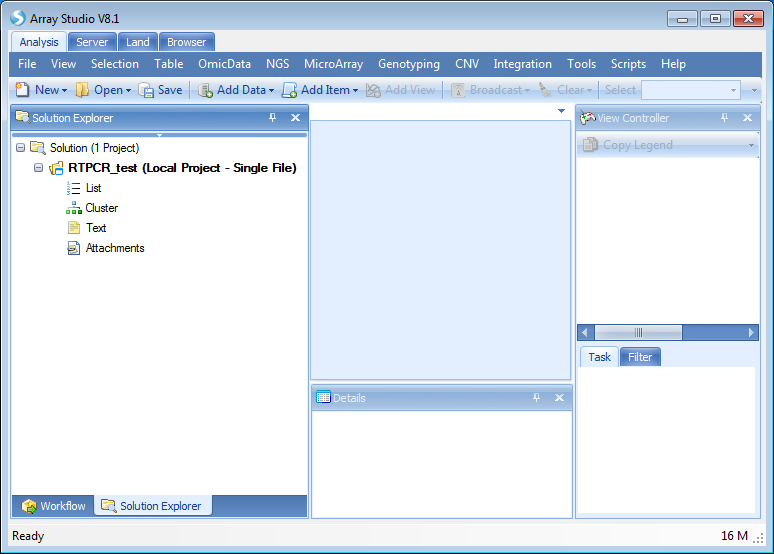 Array Studio V8.1
Analysis Server Land Browser
File View Selection Table OmicData NGS MicroArray Genotyping CNV Integration Tools Scripts Help
New Open Save Add Data Add Item Add View Broadcast Clear Select
Solution Explorer
View Controller
Solution (1 Project)
Copy Legend
RTPCR_test (Local Project - Single File)
List
Cluster
Text
Attachments
Task Filter
Details
Workflow Solution Explorer
Ready 16 M